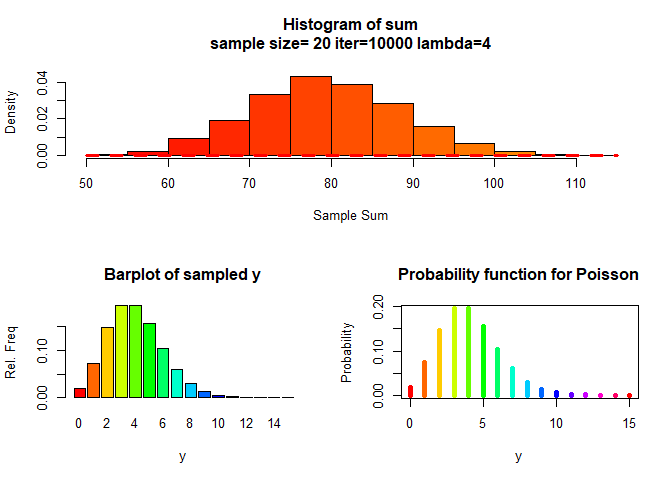 Histogram of sum
sample size= 20 iter=10000 lambda=4
Density
0.00 0.02 0.04
50 60 70 80 90 100 110
Sample Sum
Barplot of sampled y
Rel. Freq
0.00 0.10
0 2 4 6 8 10 12 14
y
Probability function for Poisson
Probability
0.00 0.10 0.20
0 5 10 15
y